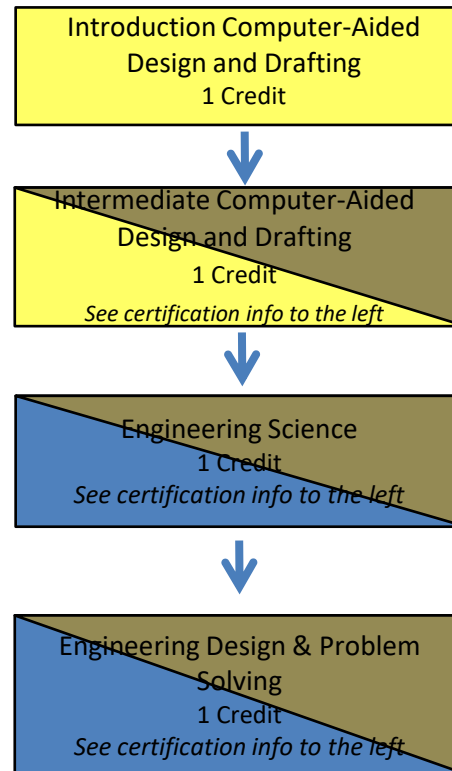 Introduction Computer-Aided
Design and Drafting
1 Credit
Intermediate Computer-Aided
Design and Drafting
1 Credit
See certification info to the left
Engineering Science
1 Credit
See certification info to the left
Engineering Design & Problem
Solving
1 Credit
See certification info to the left